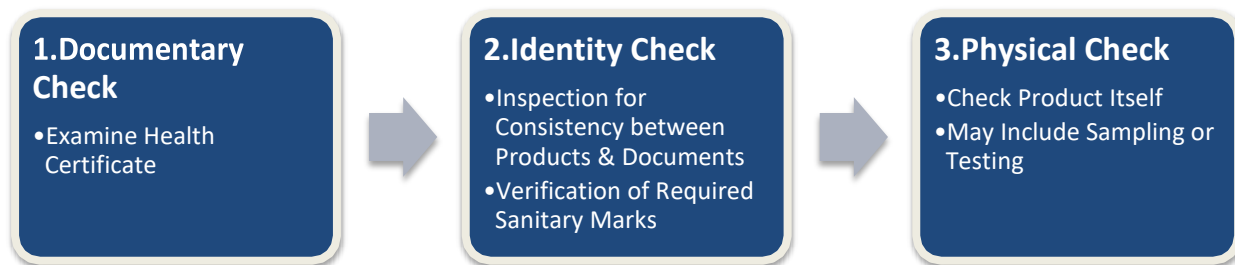 1.Documentary
Check
•Examine Health
Certificate
2.Identity Check
•Inspection for
Consistency between
Products & Documents
•Verification of Required
Sanitary Marks
3.Physical Check
•Check Product Itself
•May Include Sampling or
Testing